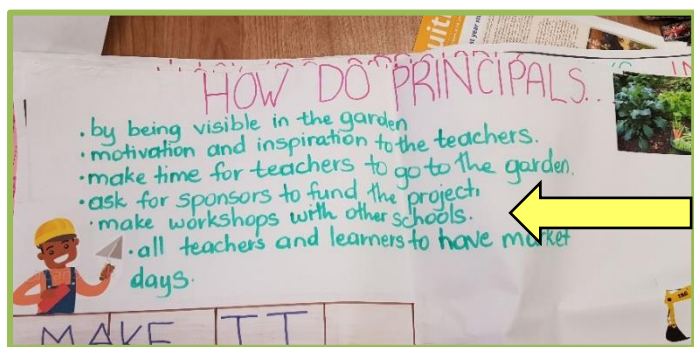 HOW DO PRINCIPALS...
• by being visible in the garden
• motivation and inspiration to the teachers.
• make time for teachers to go to the garden.
• ask for sponsors to fund the project
• make workshops with other schools.
• all teachers and learners to have market
days.
MAKE IT